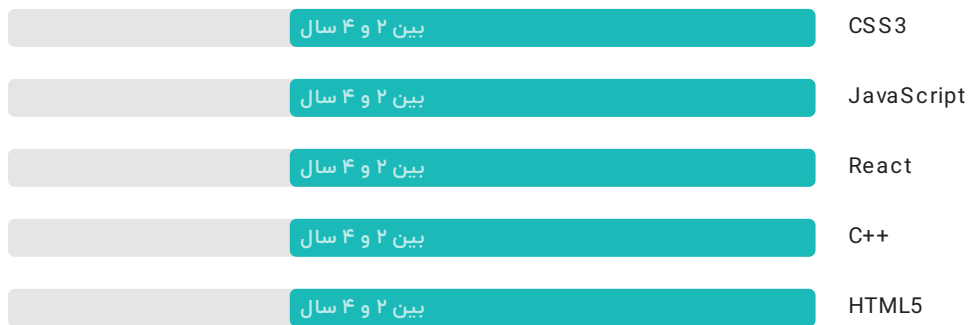 CSS3 بین ۲ و ۴ سال
JavaScript بین ۲ و ۴ سال
React بین ۲ و ۴ سال
C++ بین ۲ و ۴ سال
HTML5 بین ۲ و ۴ سال